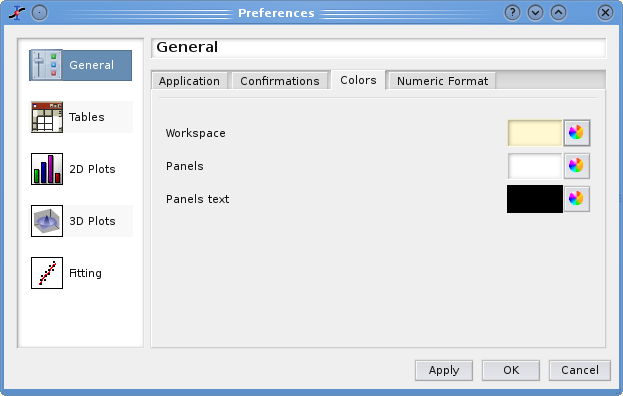 Preferences
General
General
Application Confirmations Colors Numeric Format
Tables
Workspace
2D Plots
Panels
Panels text
3D Plots
Fitting
Apply OK Cancel